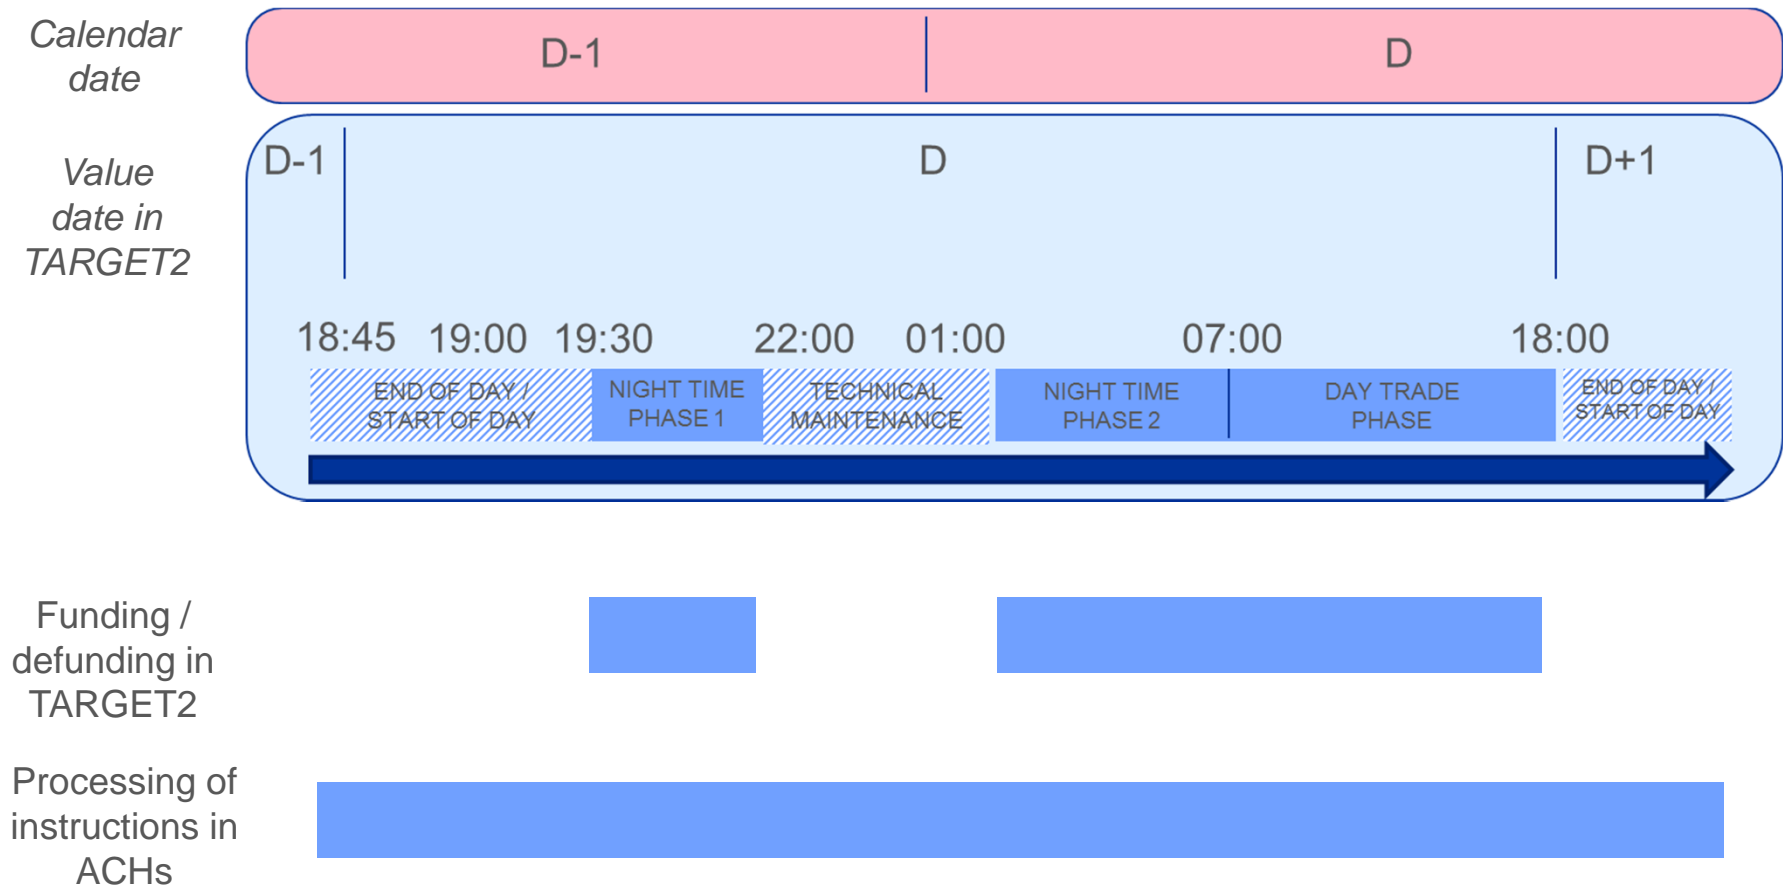 Calendar
date
D-1
D
Value
date in
TARGET2
D-1
D
D+1
18:45
19:00
19:30
22:00
01:00
07:00
18:00
END OF DAY /
START OF DAY
NIGHT TIME
PHASE 1
TECHNICAL
MAINTENANCE
NIGHT TIME
PHASE 2
DAY TRADE
PHASE
END OF DAY /
START OF DAY
Funding /
defunding in
TARGET2
Processing of
instructions in
ACHs